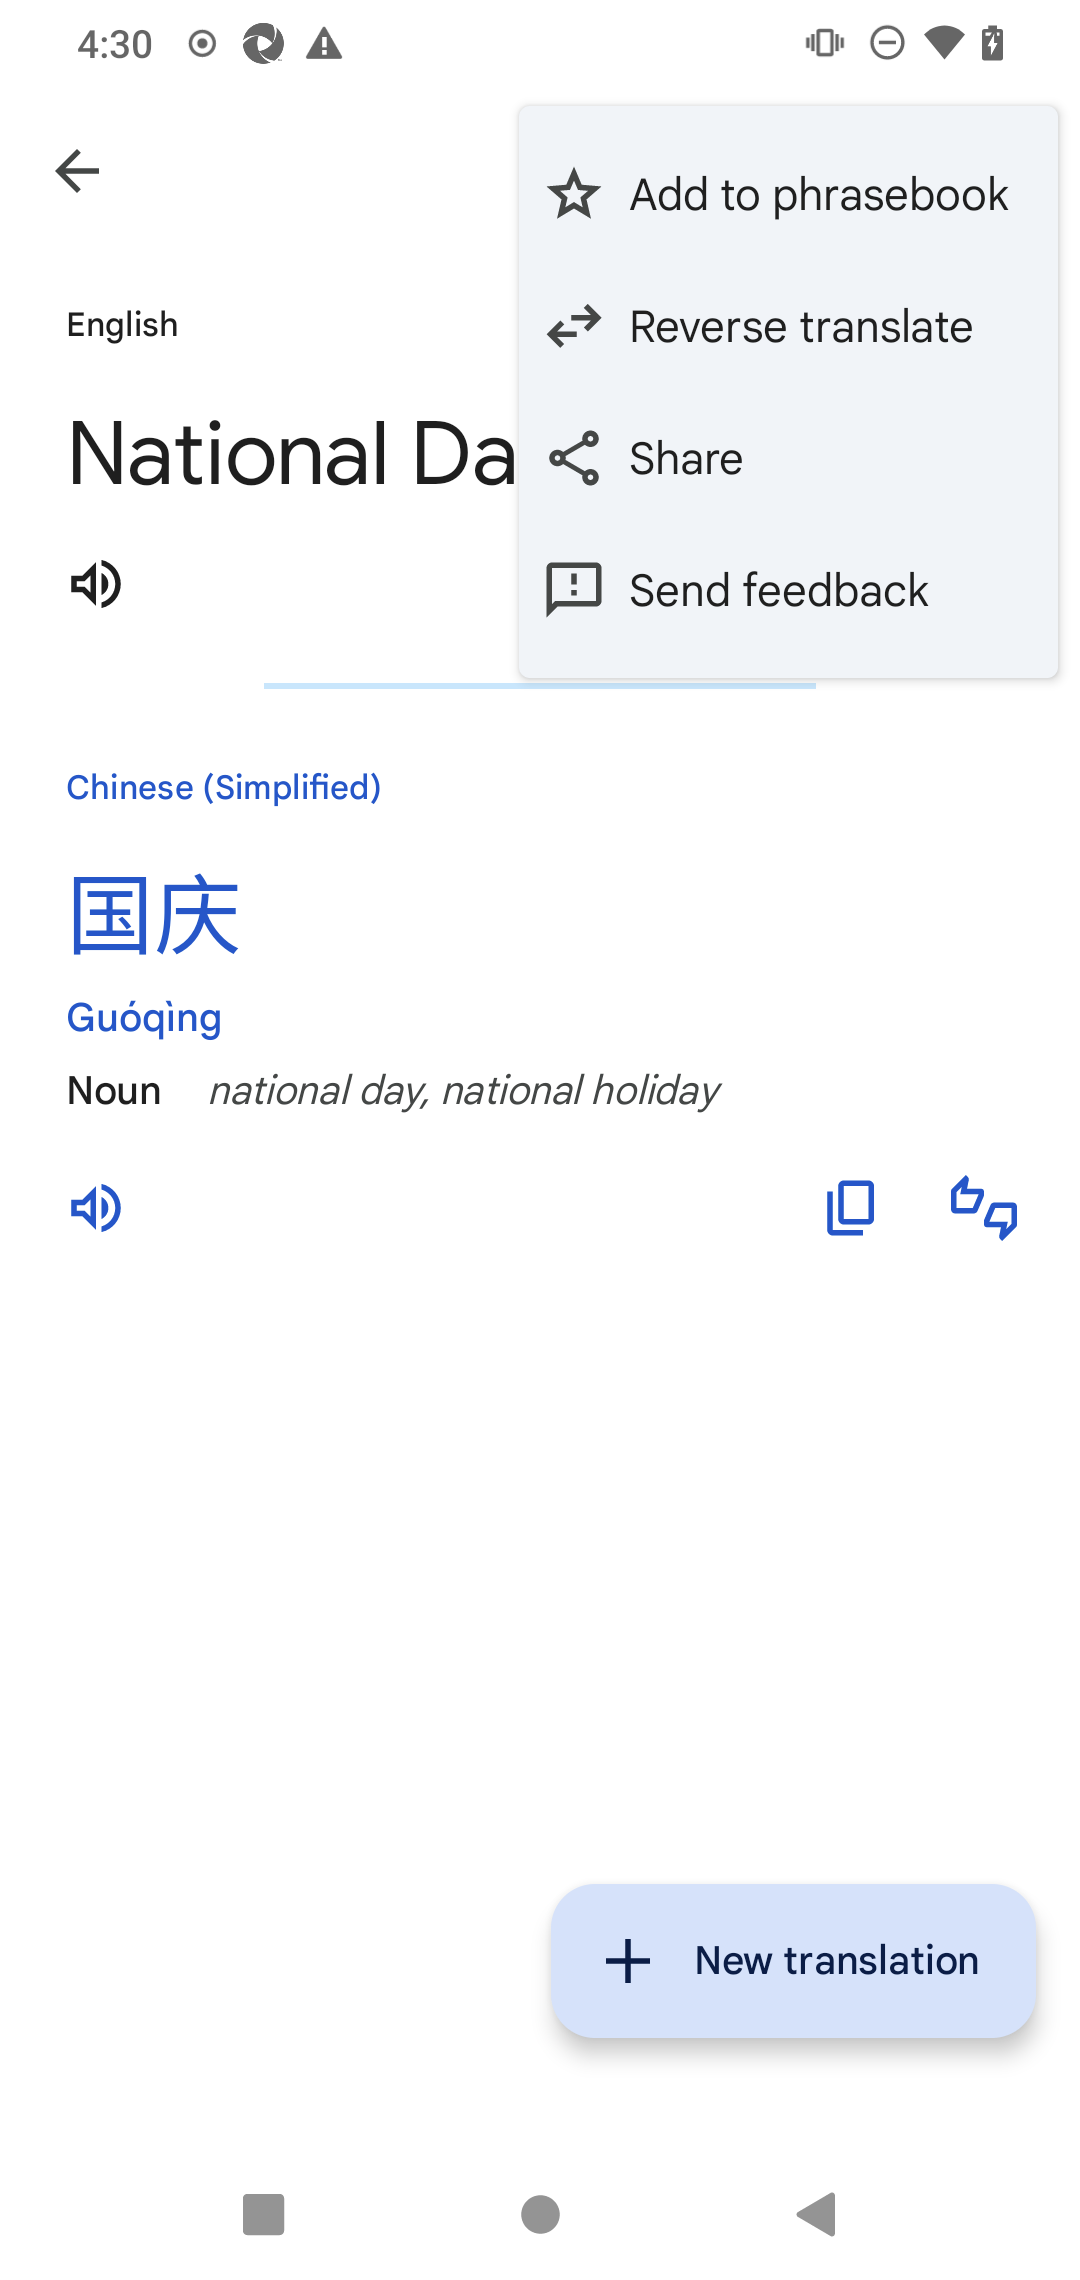 4:30
Add to phrasebook
Reverse translate
English
National Da
Share
Send feedback
Chinese (Simplified)
国庆
Guóqìng
Noun national day, national holiday
New translation